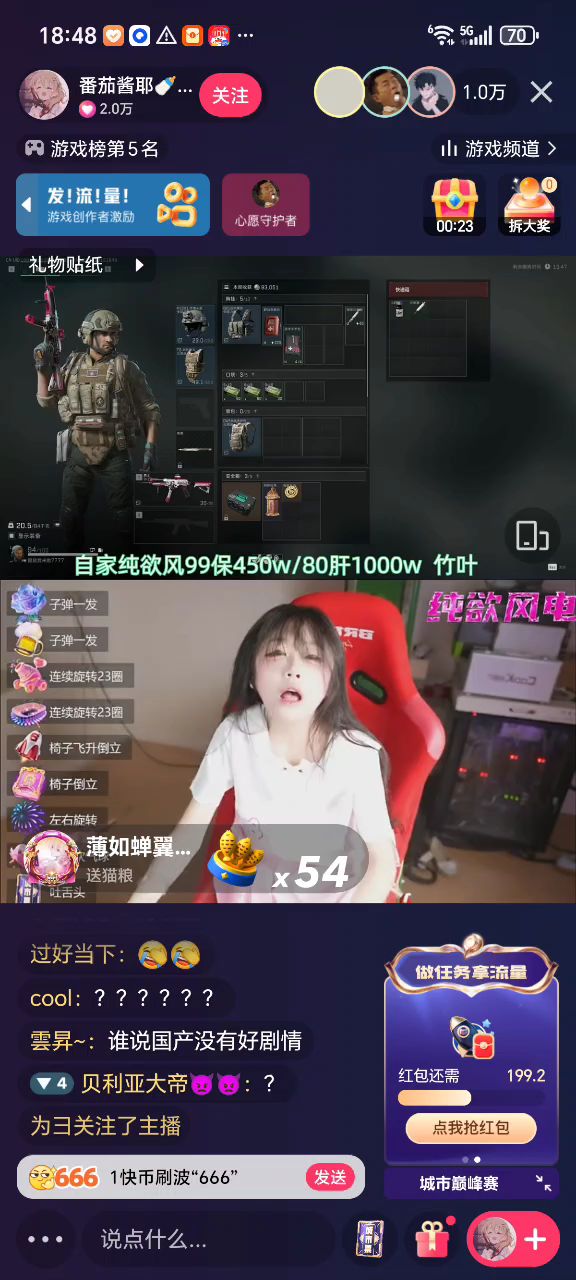 18:48
5G
70
番茄酱耶🍼...
2.0万
关注
1.0万
游戏榜第5名
游戏频道
发!流!量!
游戏创作者激励
心愿守护者
00:23
0
拆大奖
礼物贴纸
自家纯欲风99保450w/80肝1000w 竹叶
纯欲风电
子弹一发
子弹一发
连续旋转23圈
连续旋转23圈
椅子飞升倒立
椅子倒立
左右旋转
薄如蝉翼...
送猫粮
x54
吐舌头
过好当下：😂😂
cool：？？？？？？
雲昇~：谁说国产没有好剧情
4 贝利亚大帝😈😈：？
为彐关注了主播
做任务拿流量
红包还需 199.2
点我抢红包
城市巅峰赛
666 1快币刷波“666” 发送
说点什么...